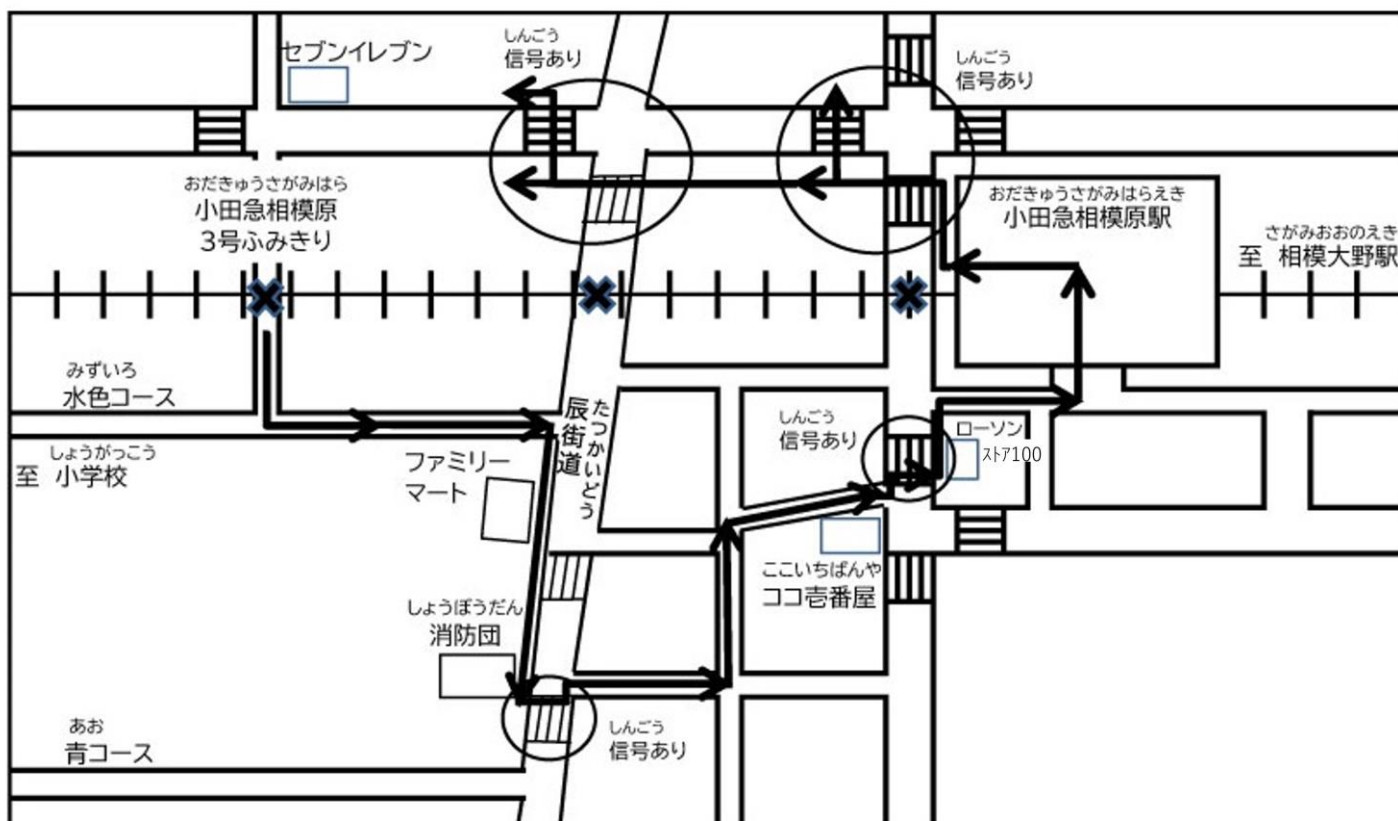 セブンイレブン
しんごう
信号あり
しんごう
信号あり
おだきゅうさがみはら
小田急相模原
3号ふみきり
おだきゅうさがみはらえき
小田急相模原駅
さがみおおのえき
至 相模大野駅
みずいろ
水色コース
たつかいどう
辰街道
しんごう
信号あり
ローソン
ストア100
しょうがっこう
至 小学校
ファミリー
マート
ここいちばんや
ココ壱番屋
しょうぼうだん
消防団
あお
青コース
しんごう
信号あり